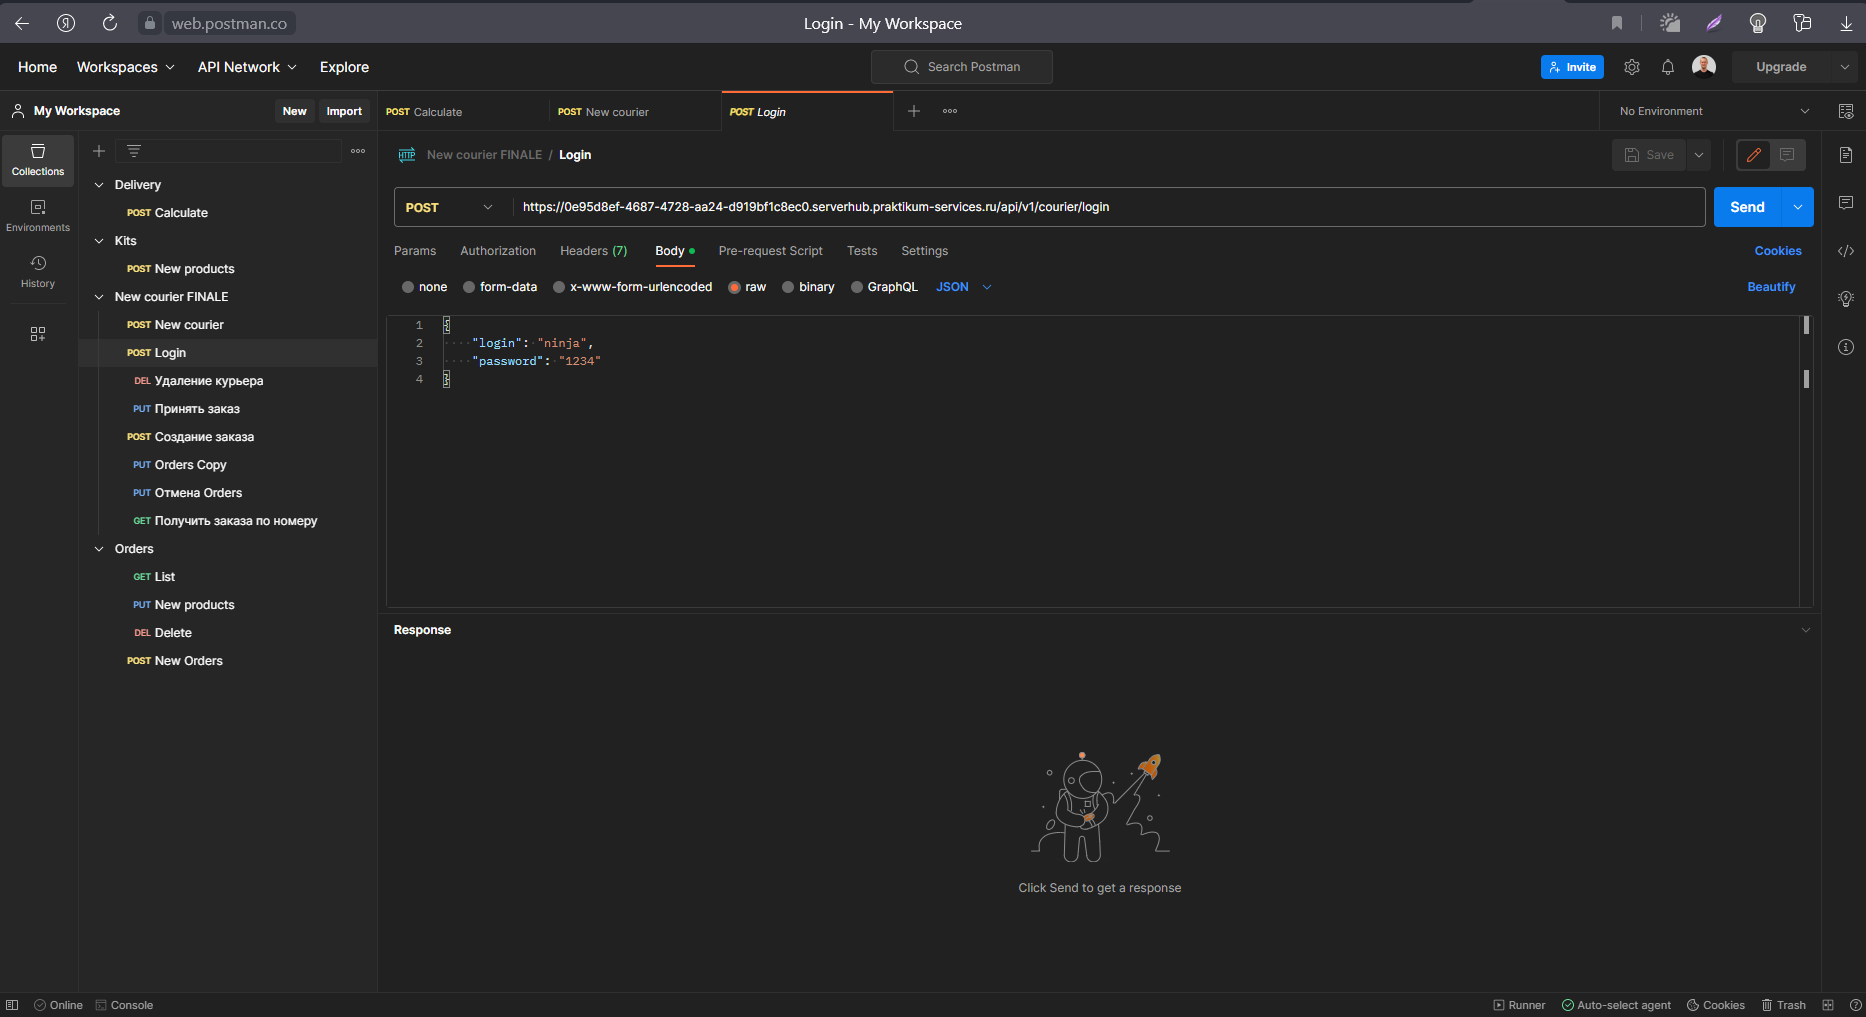 web.postman.co
Login - My Workspace
Home
Workspaces
API Network
Explore
Search Postman
Invite
Upgrade
My Workspace
New
Import
POST Calculate
POST New courier
POST Login
No Environment
Collections
Environments
History
Delivery
POST Calculate
Kits
POST New products
New courier FINALE
POST New courier
POST Login
DEL Удаление курьера
PUT Принять заказ
POST Создание заказа
PUT Orders Copy
PUT Отмена Orders
GET Получить заказа по номеру
Orders
GET List
PUT New products
DEL Delete
POST New Orders
HTTP New courier FINALE / Login
Save
POST
https://0e95d8ef-4687-4728-aa24-d919bf1c8ec0.serverhub.praktikum-services.ru/api/v1/courier/login
Send
Params
Authorization
Headers (7)
Body
Pre-request Script
Tests
Settings
Cookies
none
form-data
x-www-form-urlencoded
raw
binary
GraphQL
JSON
Beautify
1 {
2 "login": "ninja",
3 "password": "1234"
4 }
Response
Click Send to get a response
Online
Console
Runner
Auto-select agent
Cookies
Trash